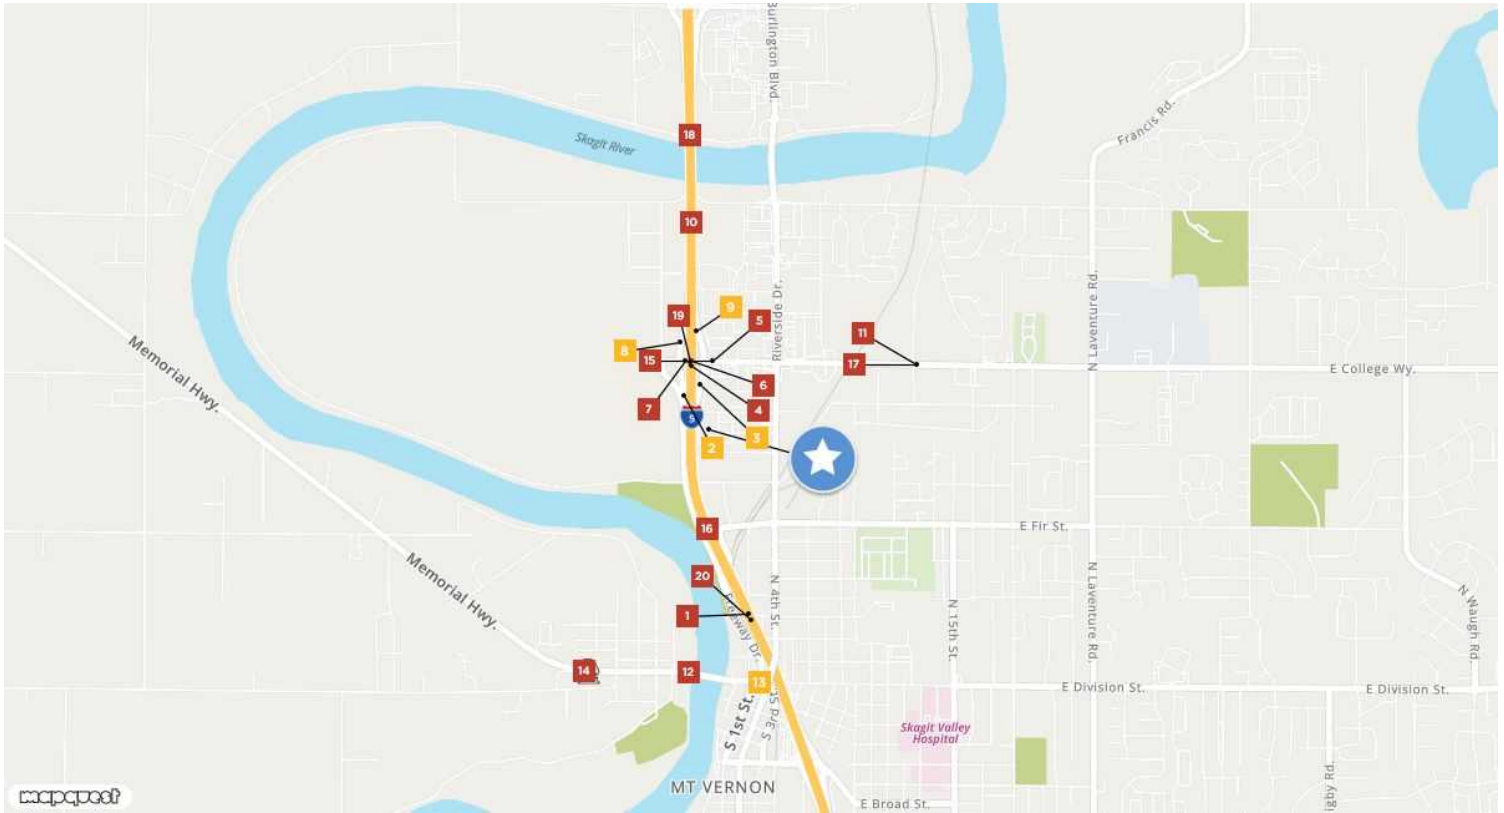 Burlington Blvd.
18
Skagit River
Francis Rd.
10
Riverside Dr.
N Laventure Rd.
19
9
5
11
8
15
17
E College Wy.
6
7
4
5
3
2
Memorial Hwy.
16
E Fir St.
Memorial Hwy.
20
1
Freeway Dr.
N 4th St.
N 15th St.
N Laventure Rd.
N Waugh Rd.
14
12
13
E Division St.
E Division St.
S 1st St.
S 3rd St.
Skagit Valley
Hospital
MT VERNON
igby Rd.
E Broad St.
mapquest